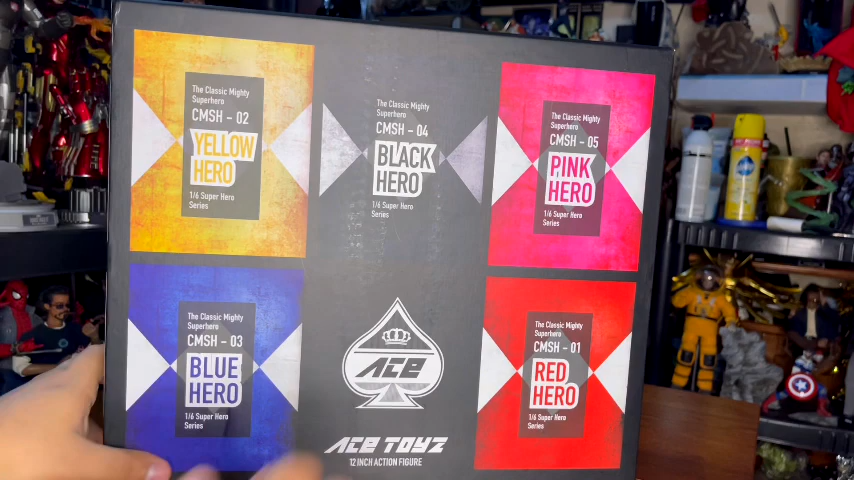 The Classic Mighty
Superhero
CMSH - 02
YELLOW
HERO
1/6 Super Hero
Series
The Classic Mighty
Superhero
CMSH - 04
BLACK
HERO
1/6 Super Hero
Series
The Classic Mighty
Superhero
CMSH - 05
PINK
HERO
1/6 Super Hero
Series
The Classic Mighty
Superhero
CMSH - 03
BLUE
HERO
1/6 Super Hero
Series
ACE
ACE TOYZ
12 INCH ACTION FIGURE
The Classic Mighty
Superhero
CMSH - 01
RED
HERO
1/6 Super Hero
Series